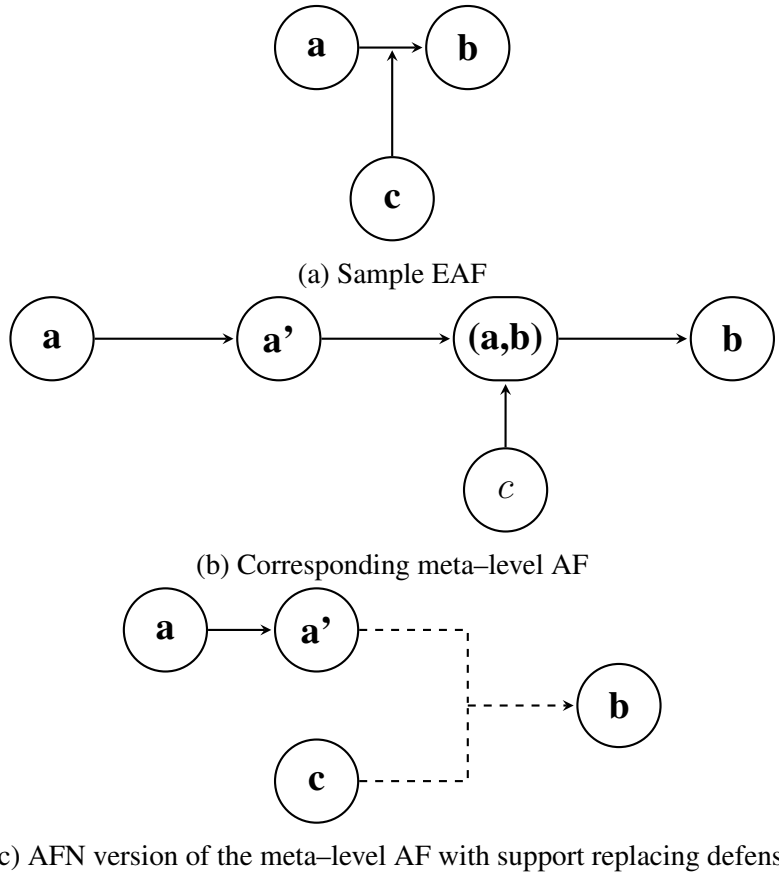 a b
c
(a) Sample EAF
a a’ (a,b) b
c
(b) Corresponding meta–level AF
a a’
b
c
c) AFN version of the meta–level AF with support replacing defens